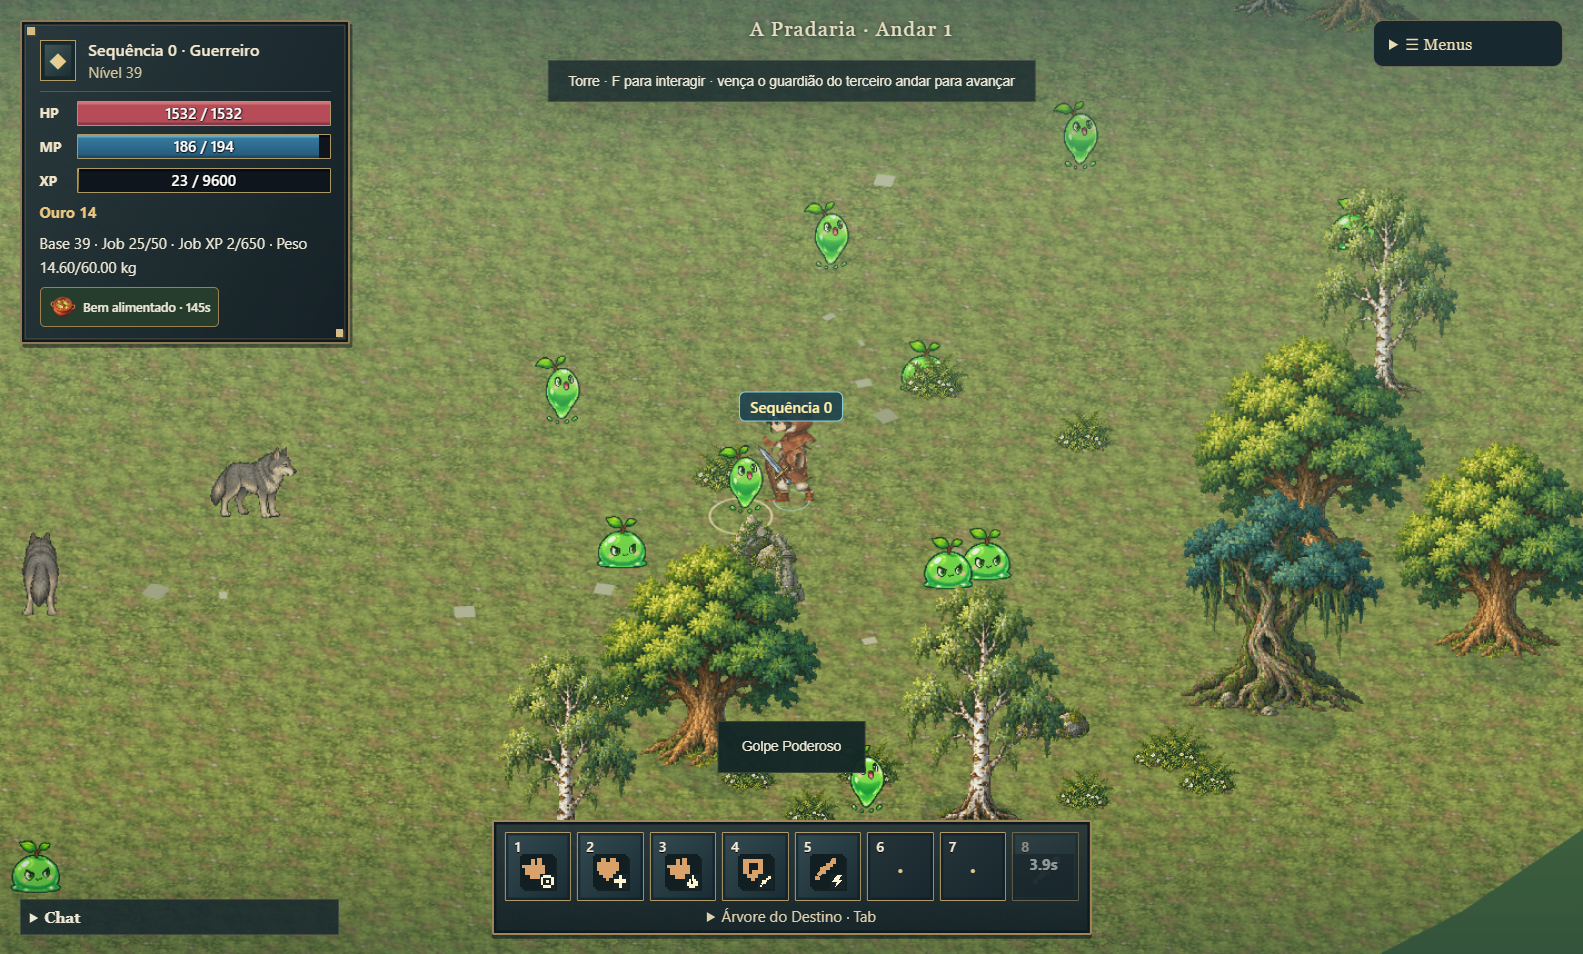 A Pradaria · Andar 1
Torre · F para interagir · vença o guardião do terceiro andar para avançar
▶ ☰ Menus
Sequência 0 · Guerreiro
Nível 39
HP 1532 / 1532
MP 186 / 194
XP 23 / 9600
Ouro 14
Base 39 · Job 25/50 · Job XP 2/650 · Peso
14.60/60.00 kg
Bem alimentado · 145s
Sequência 0
Golpe Poderoso
1 2 3 4 5 6 7 8
3.9s
▶ Árvore do Destino · Tab
▶ Chat